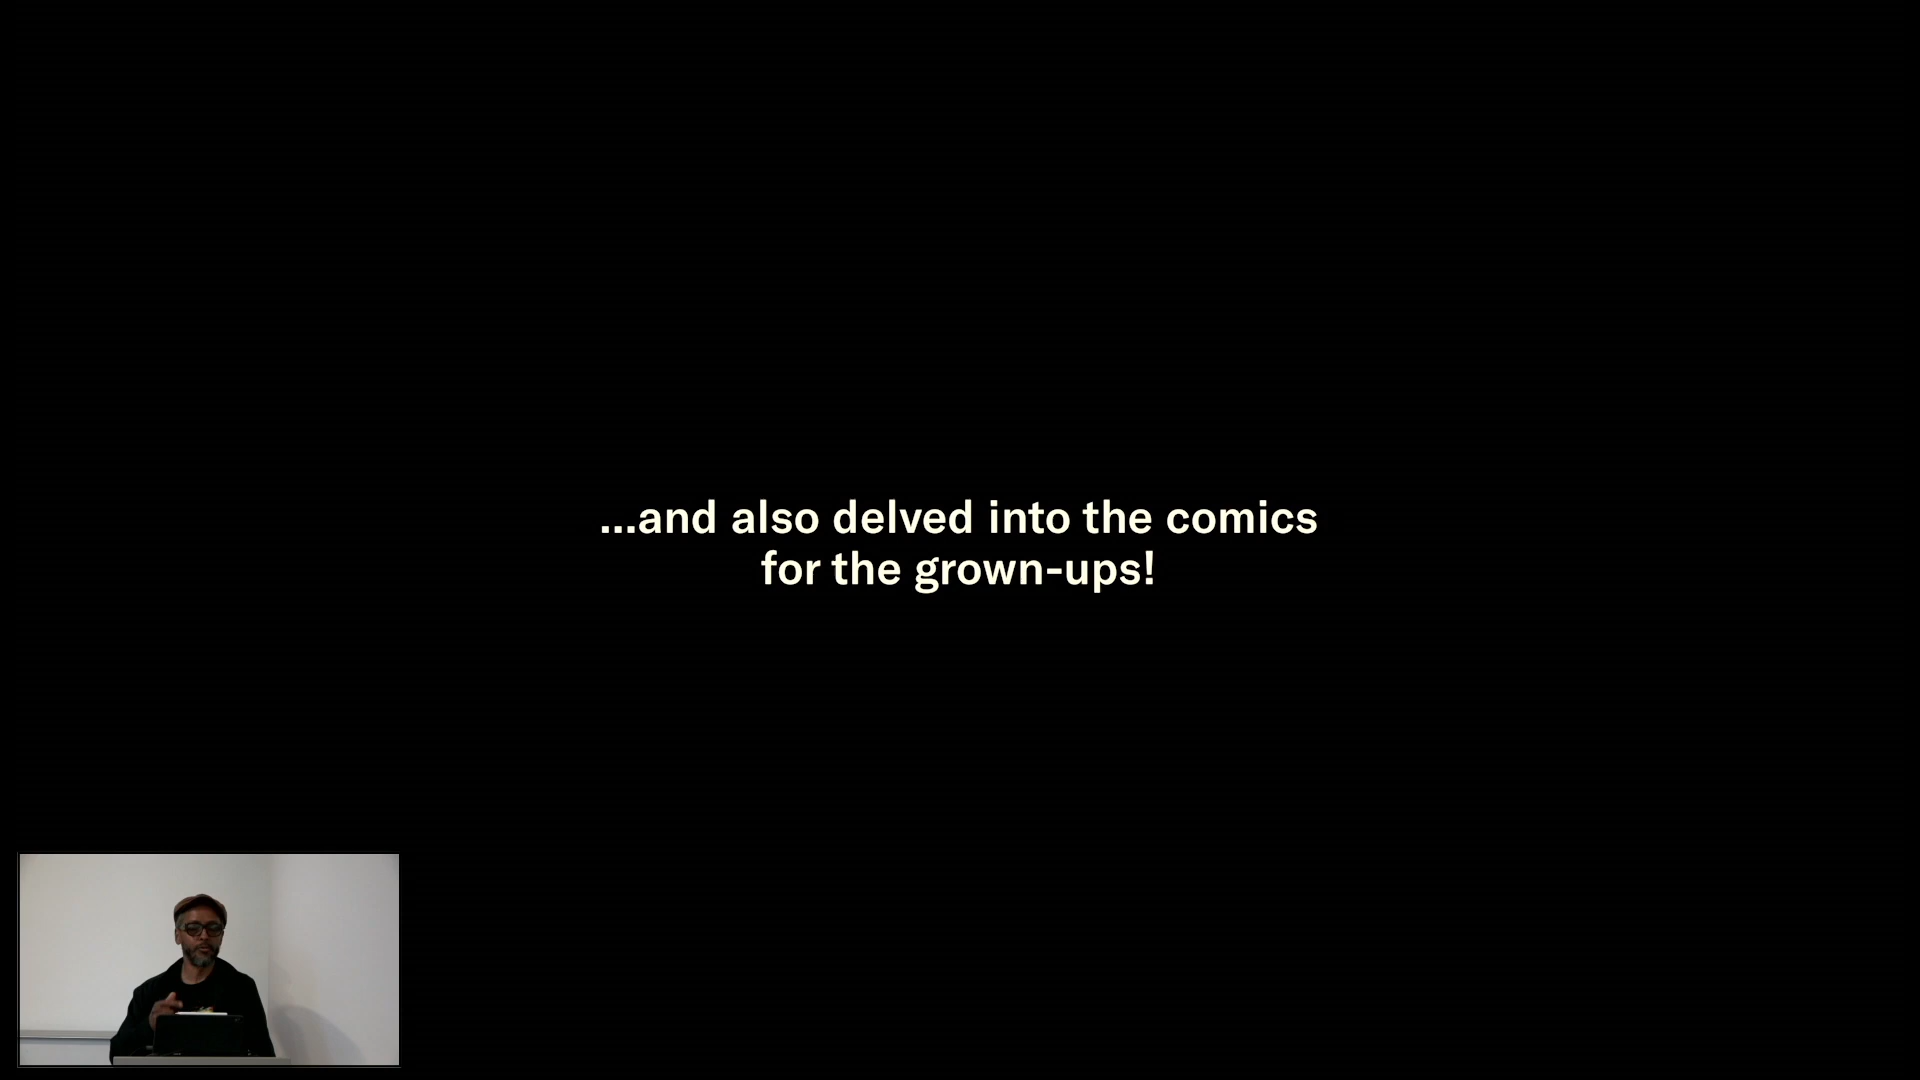 ...and also delved into the comics
for the grown-ups!